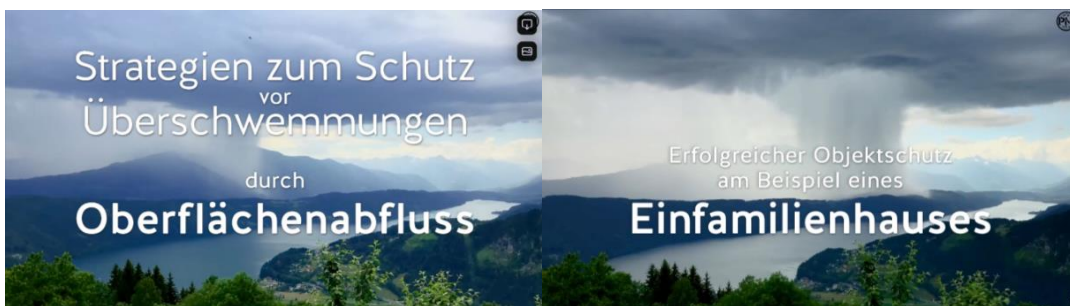 Strategien zum Schutz
vor
Überschwemmungen
durch
Oberflächenabfluss
Erfolgreicher Objektschutz
am Beispiel eines
Einfamilienhauses